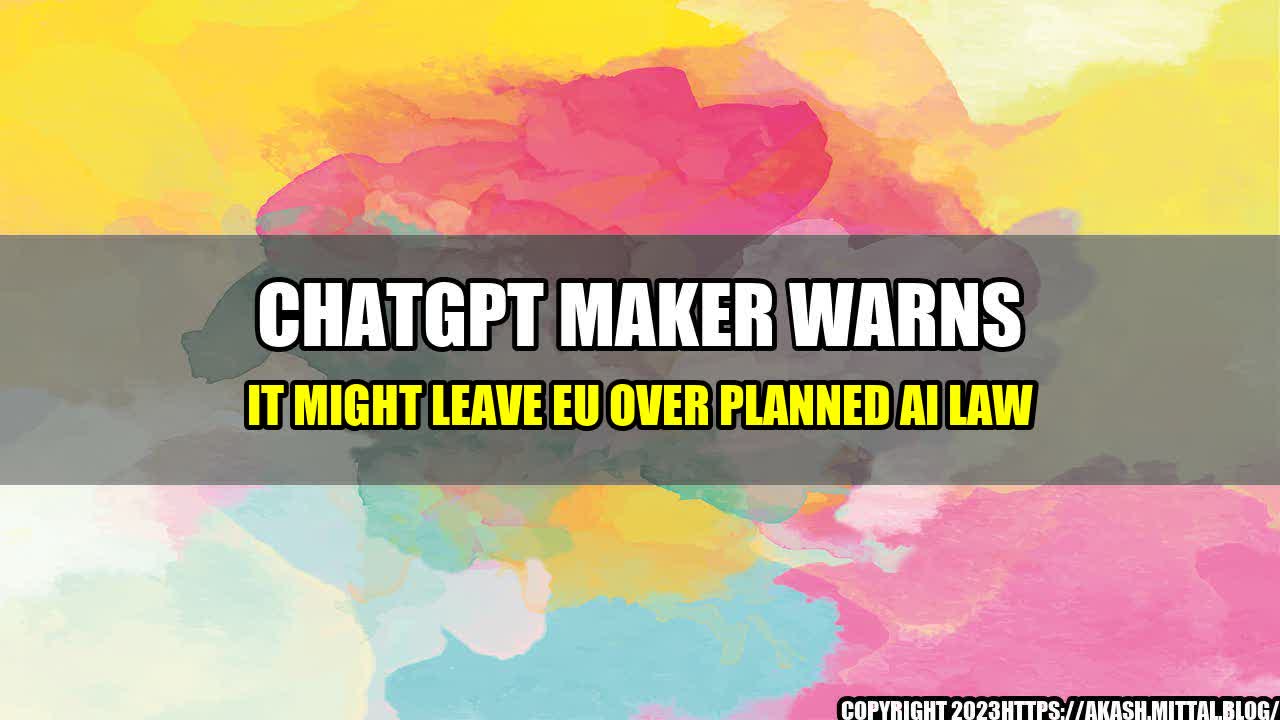 CHATGPT MAKER WARNS
IT MIGHT LEAVE EU OVER PLANNED AI LAW
COPYRIGHT 2023HTTPS://AKASH.MITTAL.BLOG/